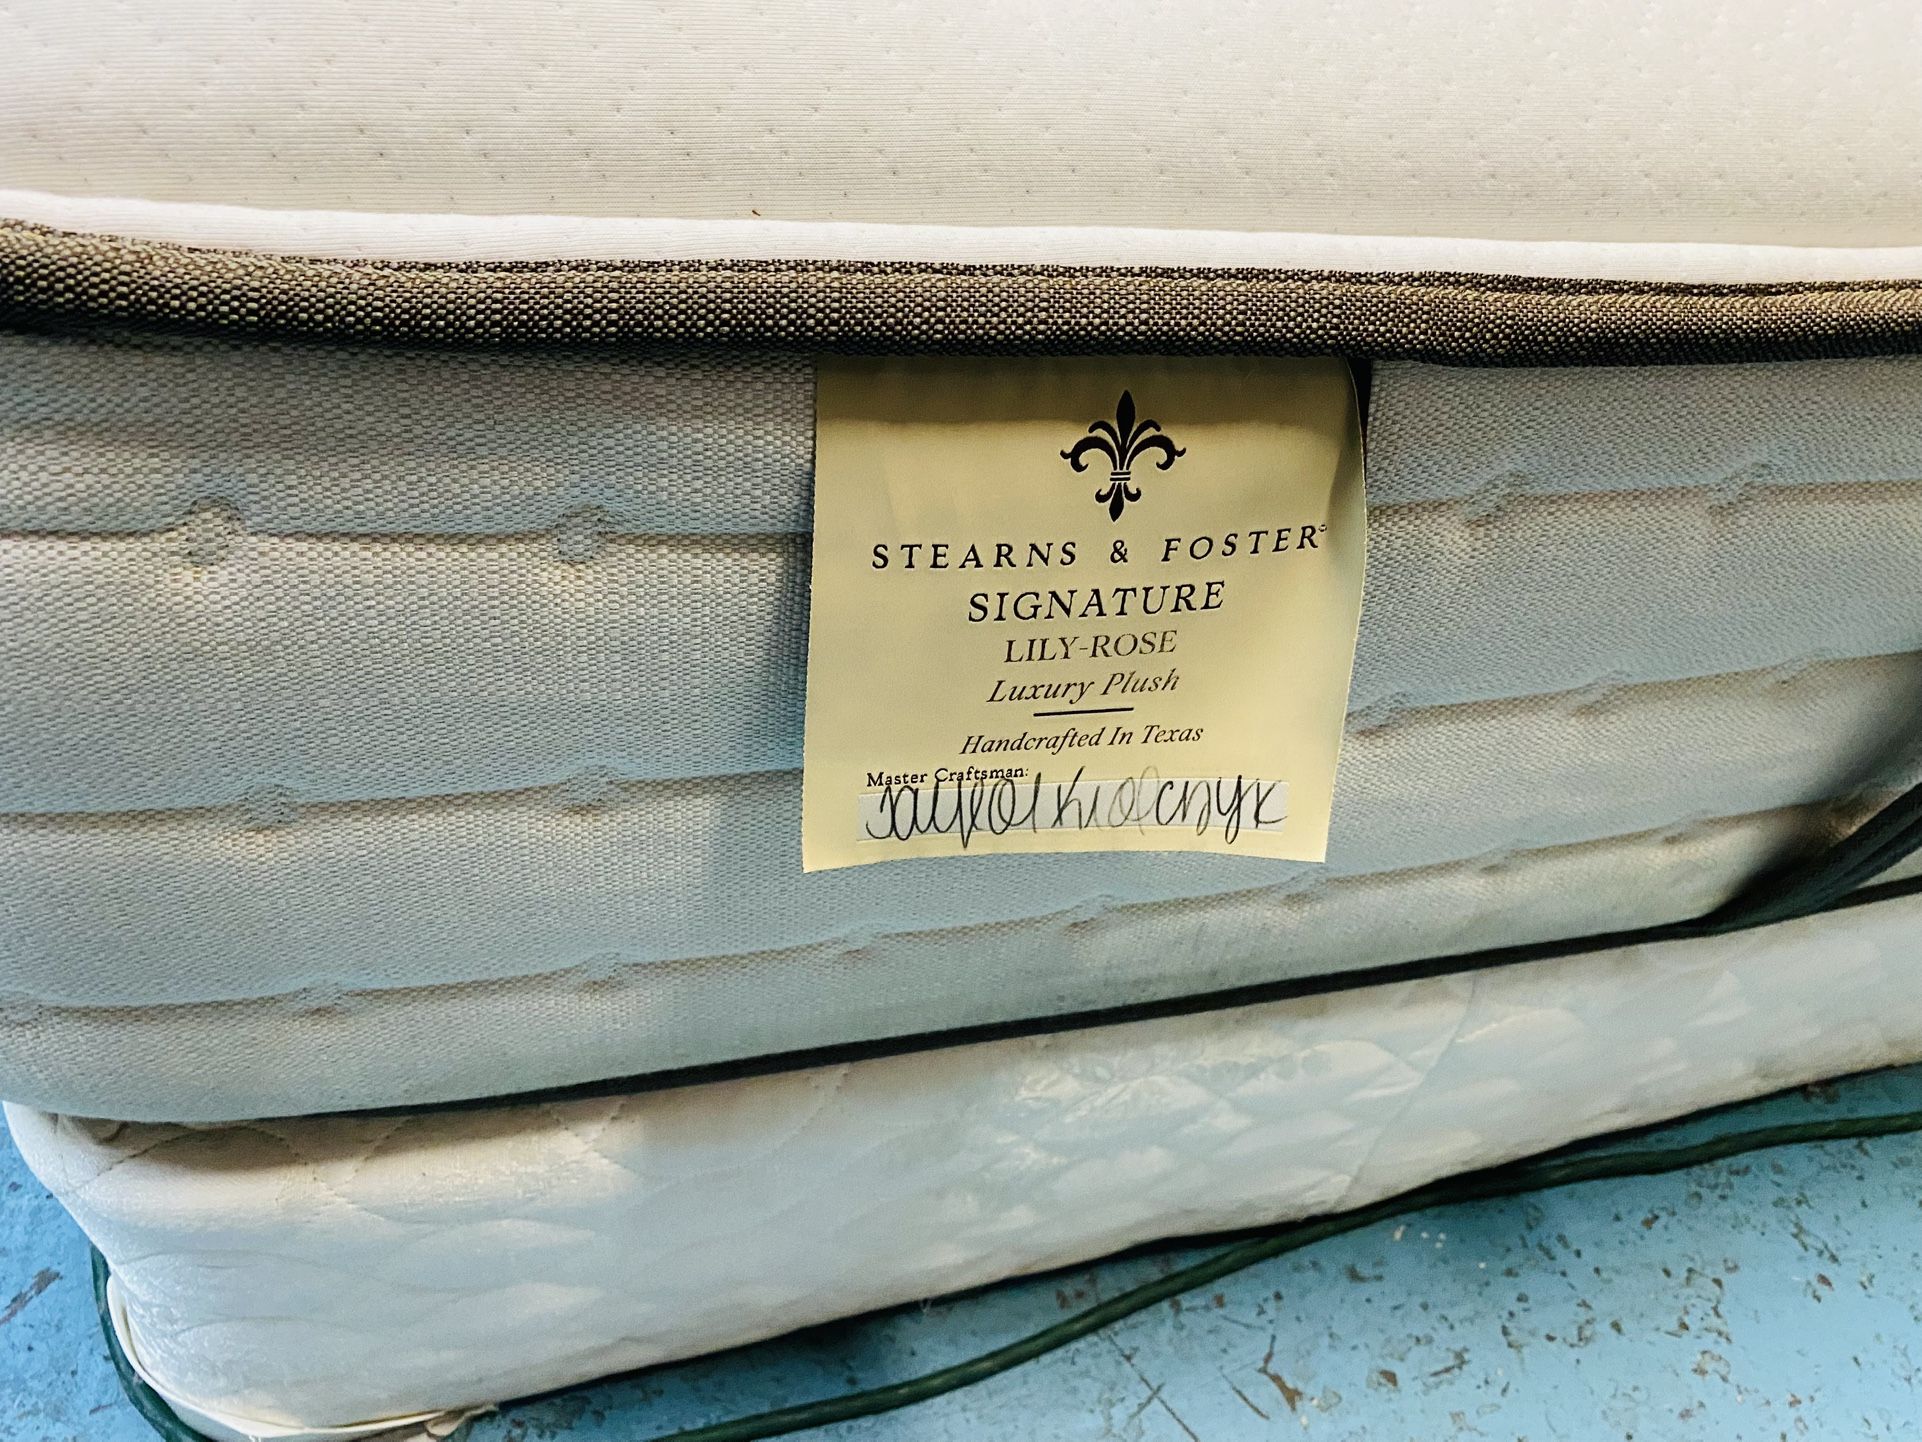 STEARNS & FOSTER®
SIGNATURE
LILY-ROSE
Luxury Plush
Handcrafted In Texas
Master Craftsman: